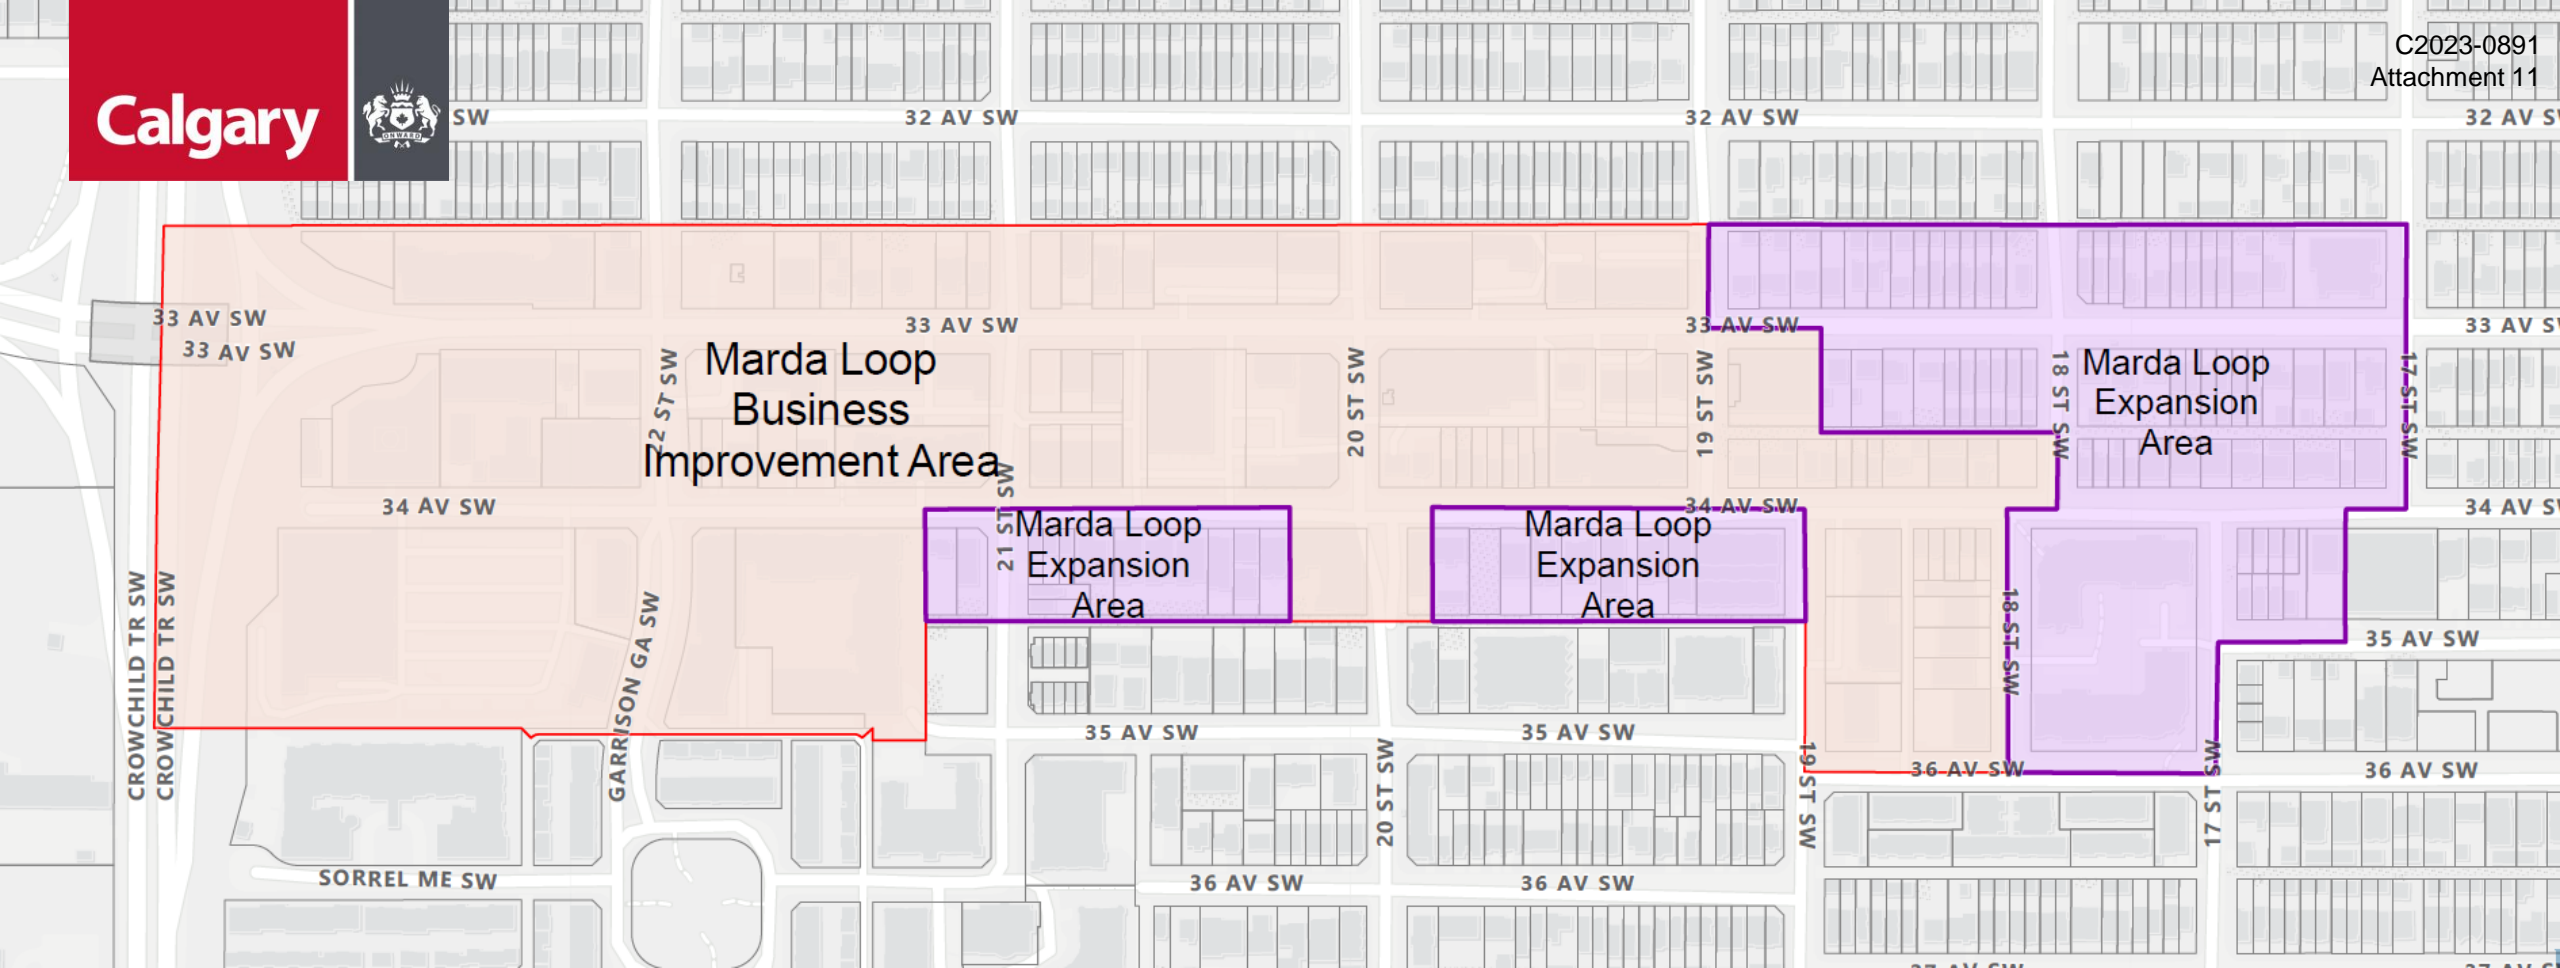 C2023-0891
Attachment 11
Calgary
ONWARD
SW
32 AV SW
32 AV SW
32 AV S
33 AV SW
33 AV SW
33 AV SW
33 AV SW
33 AV S
22 ST SW
Marda Loop
Business
Improvement Area
20 ST SW
19 ST SW
18 ST SW
Marda Loop
Expansion
Area
17 ST SW
34 AV SW
21 ST SW
34 AV SW
34 AV S
Marda Loop
Expansion
Area
Marda Loop
Expansion
Area
CROWCHILD TR SW
CROWCHILD TR SW
GARRISON GA SW
18 ST SW
35 AV SW
35 AV SW
35 AV SW
20 ST SW
19 ST SW
36 AV SW
17 ST SW
36 AV SW
SORREL ME SW
36 AV SW
36 AV SW